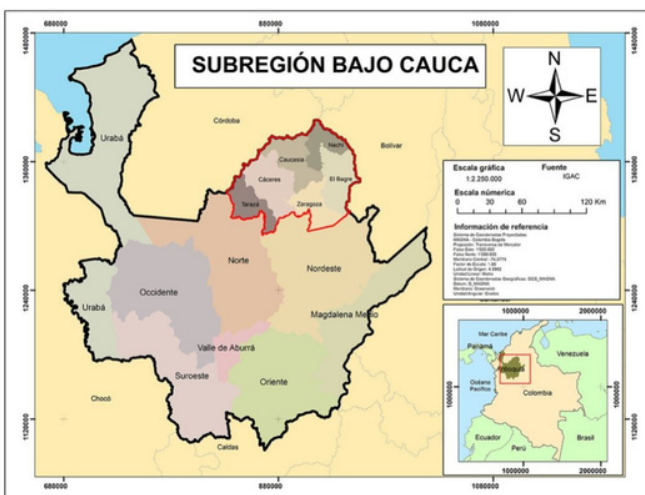 680000
880000
1080000
1480000
1480000
SUBREGIÓN BAJO CAUCA
N
W
E
S
Urabá
Córdoba
Bolívar
Nechí
Caucasia
Cáceres
El Bagre
Tarazá
Zaragoza
1360000
1360000
Escala gráfica
Fuente
1:2.250.000
IGAC
Escala númerica
0 30 60 120 Km
Información de referencia
Norte
Nordeste
Occidente
Magdalena Medio
Urabá
Valle de Aburrá
Suroeste
Oriente
Chocó
Caldas
1240000
1240000
1120000
1120000
1000000
2000000
Mar Caribe
Panamá
Venezuela
Antioquia
Océano
Pacífico
Colombia
Ecuador
Perú
Brasil
1000000
1000000
1000000
2000000
680000
880000
1080000